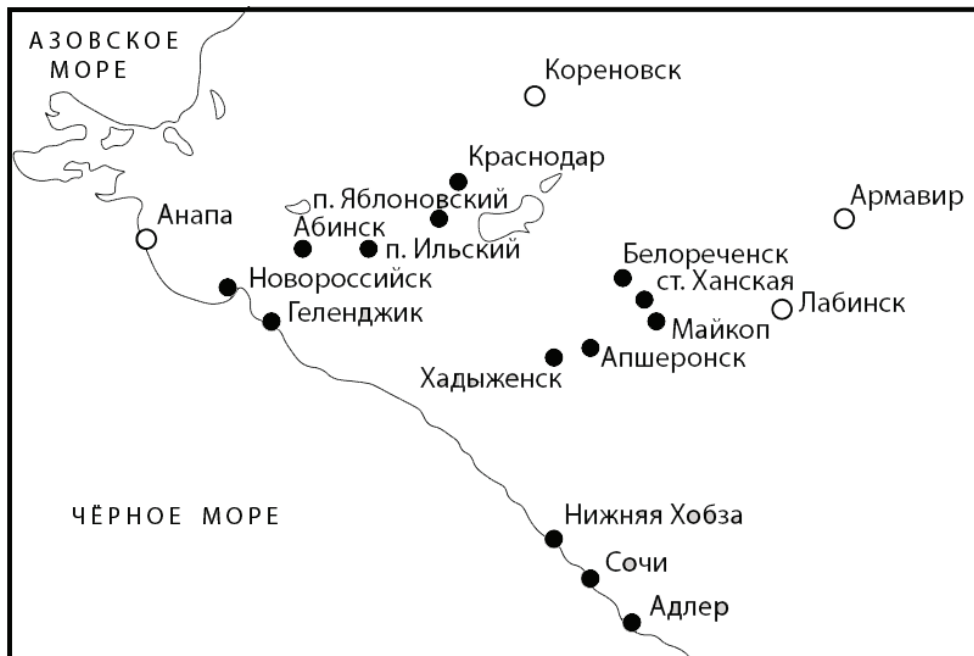 АЗОВСКОЕ
МОРЕ
Кореновск
Краснодар
п. Яблоновский
Армавир
Анапа
Абинск
п. Ильский
Белореченск
ст. Ханская
Новороссийск
Лабинск
Геленджик
Майкоп
Апшеронск
Хадыженск
ЧЁРНОЕ МОРЕ
Нижняя Хобза
Сочи
Адлер